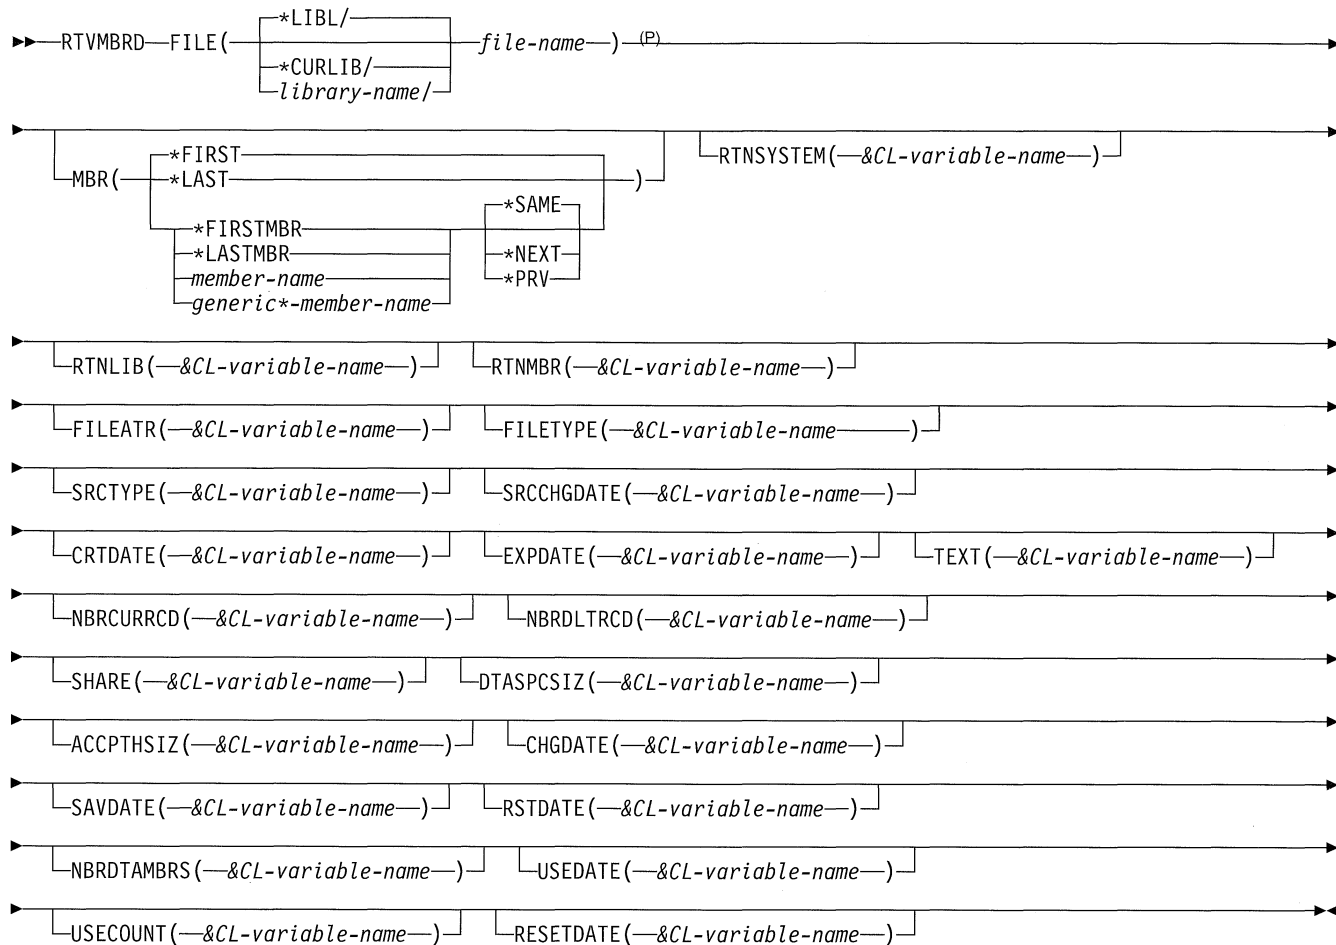 *LIBL/
RTVMBRD FILE( file-name ) (P)
*CURLIB/
library-name/
*FIRST RTNSYSTEM( &CL-variable-name )
MBR( *LAST )
*SAME
*FIRSTMBR
*LASTMBR *NEXT
member-name *PRV
generic*-member-name
RTNLIB( &CL-variable-name ) RTNMBR( &CL-variable-name )
FILEATR( &CL-variable-name ) FILETYPE( &CL-variable-name )
SRCTYPE( &CL-variable-name ) SRCCHGDATE( &CL-variable-name )
CRTDATE( &CL-variable-name ) EXPDATE( &CL-variable-name ) TEXT( &CL-variable-name )
NBRCURRCD( &CL-variable-name ) NBRDLTRCD( &CL-variable-name )
SHARE( &CL-variable-name ) DTASPCSIZ( &CL-variable-name )
ACCPTHSIZ( &CL-variable-name ) CHGDATE( &CL-variable-name )
SAVDATE( &CL-variable-name ) RSTDATE( &CL-variable-name )
NBRDTAMBRS( &CL-variable-name ) USEDATE( &CL-variable-name )
USECOUNT( &CL-variable-name ) RESETDATE( &CL-variable-name )